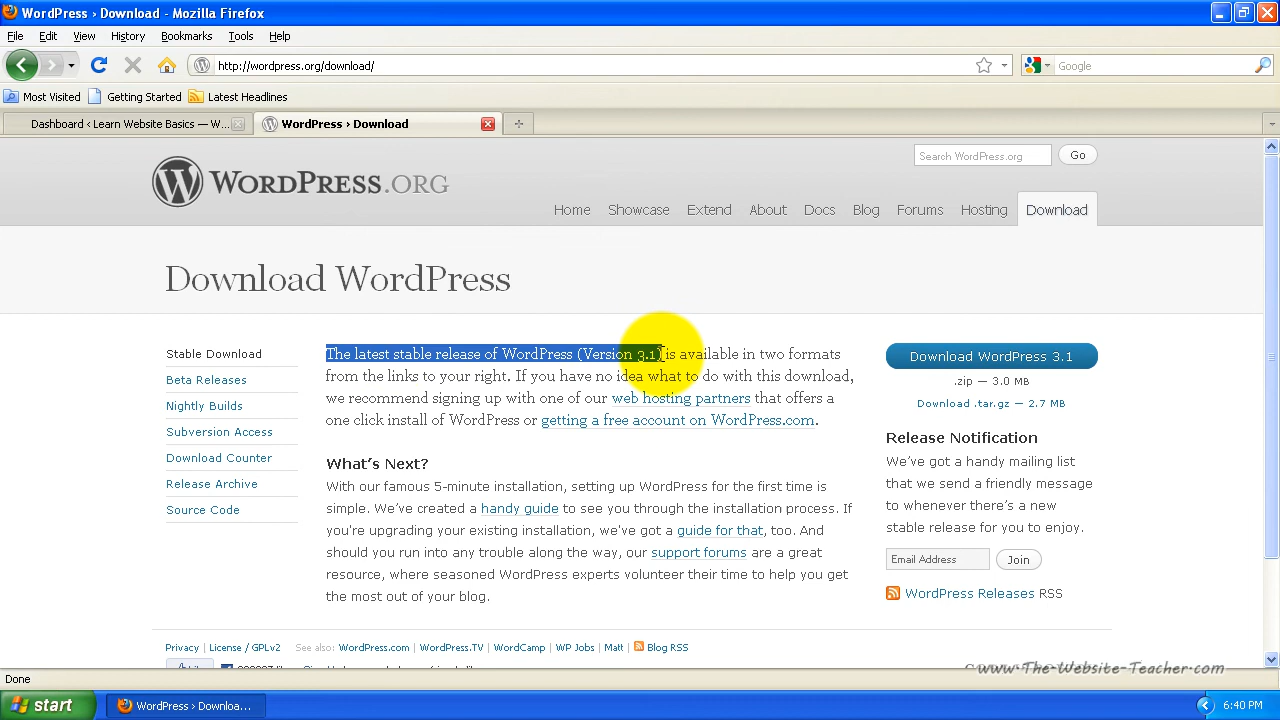 WordPress › Download - Mozilla Firefox
File Edit View History Bookmarks Tools Help
http://wordpress.org/download/ Google
Most Visited Getting Started Latest Headlines
Dashboard ‹ Learn Website Basics — W... WordPress › Download
Search WordPress.org Go
WORDPRESS.ORG
Home Showcase Extend About Docs Blog Forums Hosting Download
Download WordPress
Stable Download
Beta Releases
Nightly Builds
Subversion Access
Download Counter
Release Archive
Source Code
The latest stable release of WordPress (Version 3.1) is available in two formats
from the links to your right. If you have no idea what to do with this download,
we recommend signing up with one of our web hosting partners that offers a
one click install of WordPress or getting a free account on WordPress.com.
What's Next?
With our famous 5-minute installation, setting up WordPress for the first time is
simple. We've created a handy guide to see you through the installation process. If
you're upgrading your existing installation, we've got a guide for that, too. And
should you run into any trouble along the way, our support forums are a great
resource, where seasoned WordPress experts volunteer their time to help you get
the most out of your blog.
Download WordPress 3.1
.zip — 3.0 MB
Download .tar.gz — 2.7 MB
Release Notification
We've got a handy mailing list
that we send a friendly message
to whenever there's a new
stable release for you to enjoy.
Email Address Join
WordPress Releases RSS
Privacy | License / GPLv2 See also: WordPress.com | WordPress.TV | WordCamp | WP Jobs | Matt | Blog RSS
www.The-Website-Teacher.com
Done
start WordPress › Downloa... 6:40 PM